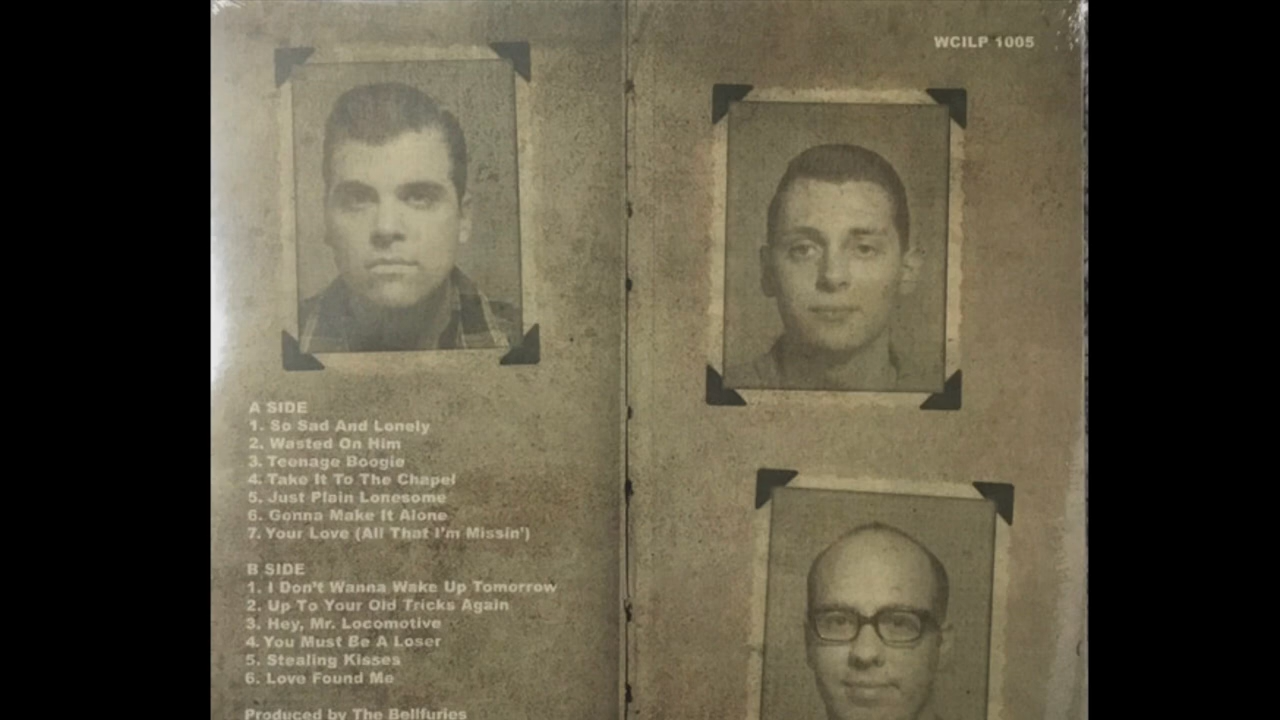 WCILP 1005
A SIDE
1. So Sad And Lonely
2. Wasted On Him
3. Teenage Boogie
4. Take It To The Chapel
5. Just Plain Lonesome
6. Gonna Make It Alone
7. Your Love (All That I'm Missin')
B SIDE
1. I Don't Wanna Wake Up Tomorrow
2. Up To Your Old Tricks Again
3. Hey, Mr. Locomotive
4. You Must Be A Loser
5. Stealing Kisses
6. Love Found Me
Produced by The Bellfuries